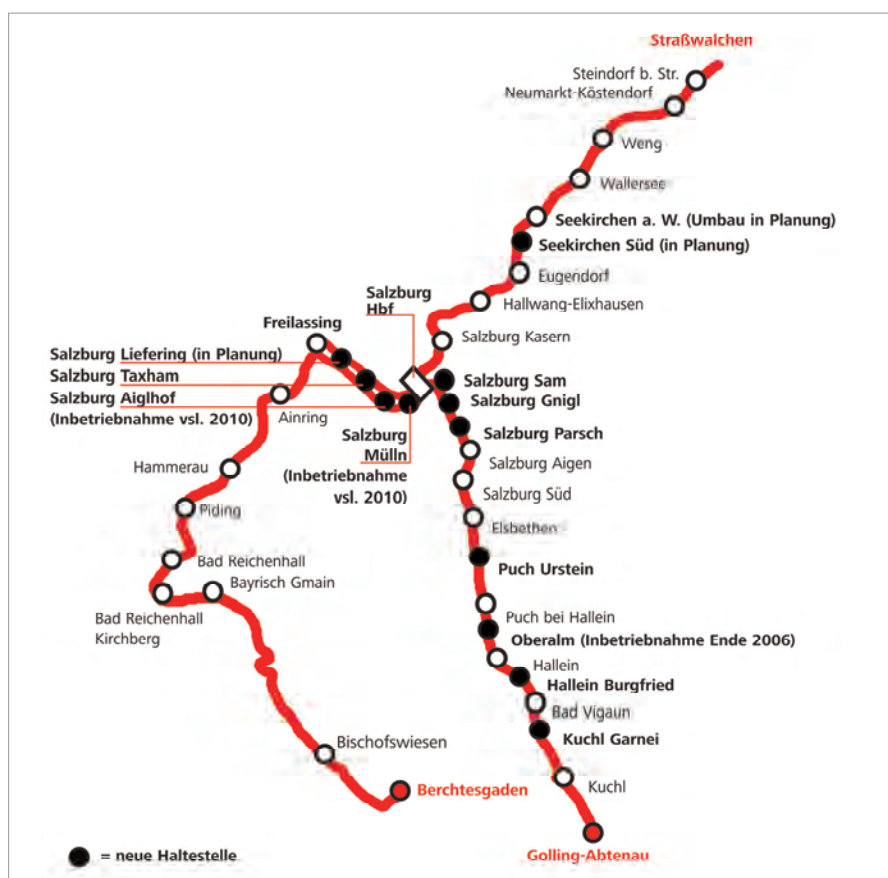 Straßwalchen
Steindorf b. Str.
Neumarkt-Köstendorf
Weng
Wallersee
Seekirchen a. W. (Umbau in Planung)
Seekirchen Süd (in Planung)
Eugendorf
Hallwang-Elixhausen
Salzburg Kasern
Salzburg
Hbf
Freilassing
Salzburg Liefering (in Planung)
Salzburg Taxham
Salzburg Aiglhof
(Inbetriebnahme vsl. 2010)
Salzburg
Mülln
(Inbetriebnahme
vsl. 2010)
Ainring
Hammerau
Piding
Bad Reichenhall
Bayrisch Gmain
Bad Reichenhall
Kirchberg
Bischofswiesen
Berchtesgaden
Salzburg Sam
Salzburg Gnigl
Salzburg Parsch
Salzburg Aigen
Salzburg Süd
Elsbethen
Puch Urstein
Puch bei Hallein
Oberalm (Inbetriebnahme Ende 2006)
Hallein
Hallein Burgfried
Bad Vigaun
Kuchl Garnei
Kuchl
Golling-Abtenau
= neue Haltestelle